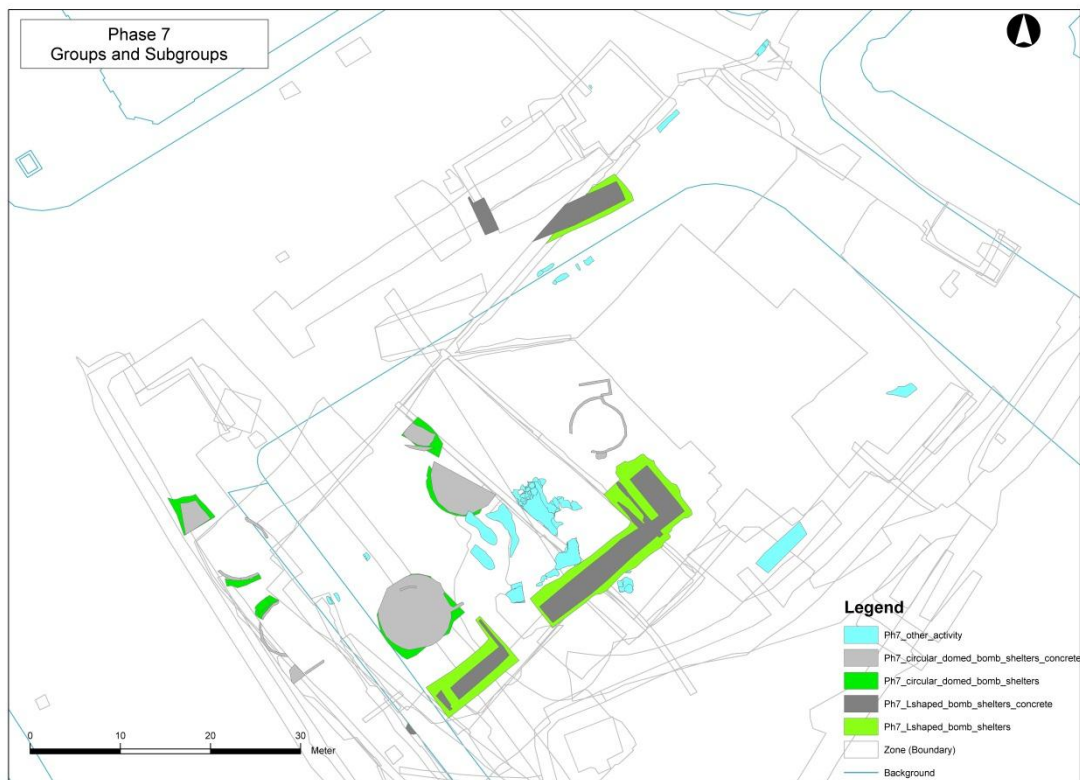 Phase 7
Groups and Subgroups
Legend
Ph7_other_activity
Ph7_circular_domed_bomb_shelters_concrete
Ph7_circular_domed_bomb_shelters
Ph7_Lshaped_bomb_shelters_concrete
Ph7_Lshaped_bomb_shelters
Zone (Boundary)
Background
0 10 20 30
Meter